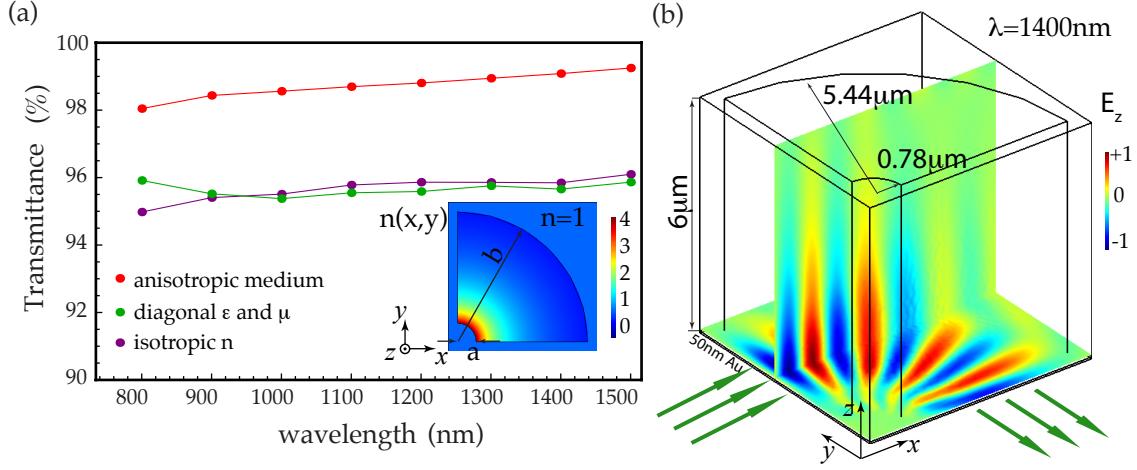 (a)
Transmittance (%)
100
98
96
94
92
90
800 900 1000 1100 1200 1300 1400 1500
wavelength (nm)
anisotropic medium
diagonal ε and μ
isotropic n
n(x,y)
n=1
b
a
y
z
x
4
3
2
1
0
(b)
λ=1400nm
5.44μm
0.78μm
6μm
50nm Au
E_z
+1
0
-1
z
y
x